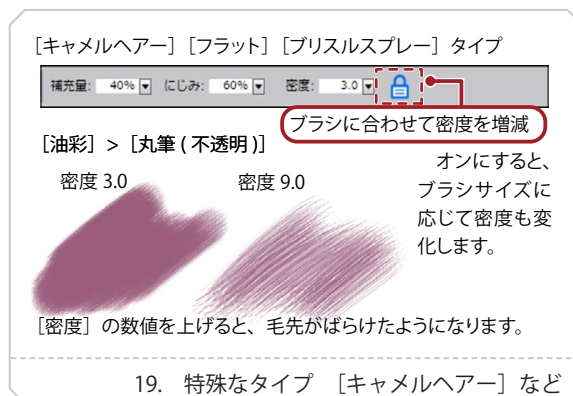 ［キャメルヘアー］［フラット］［ブリスルスプレー］タイプ
補充量: 40% にじみ: 60% 密度: 3.0
ブラシに合わせて密度を増減
［油彩］>［丸筆 ( 不透明 )］
オンにすると、
ブラシサイズに
応じて密度も変
化します。
密度 3.0 密度 9.0
［密度］の数値を上げると、毛先がばらけたようになります。
19. 特殊なタイプ ［キャメルヘアー］など